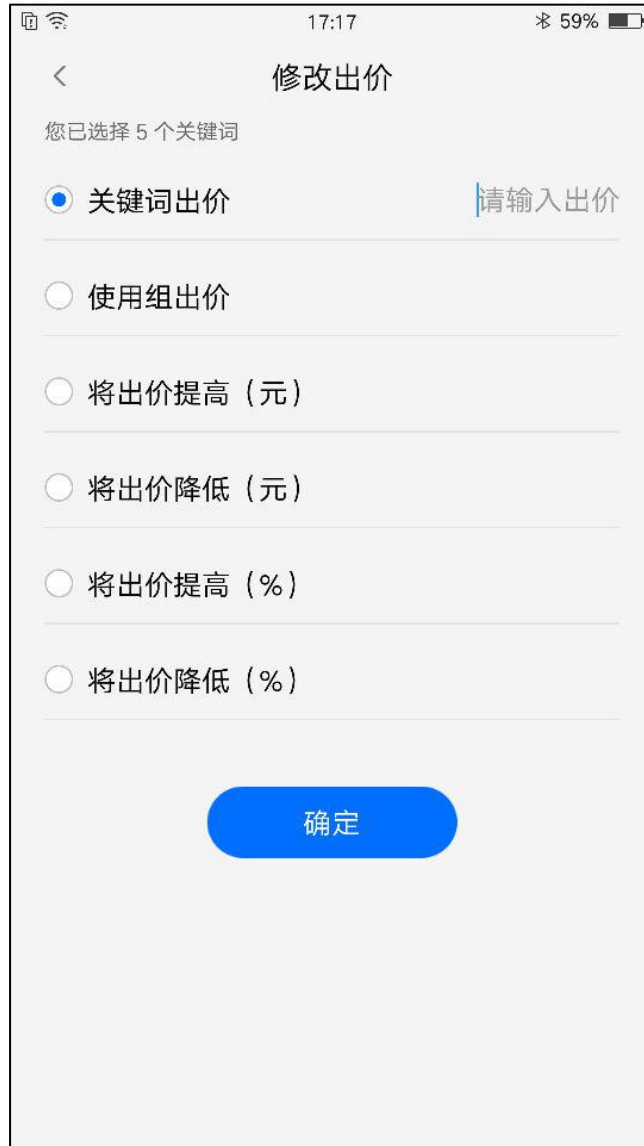 17:17
59%
修改出价
您已选择 5 个关键词
关键词出价 请输入出价
使用组出价
将出价提高（元）
将出价降低（元）
将出价提高（%）
将出价降低（%）
确定